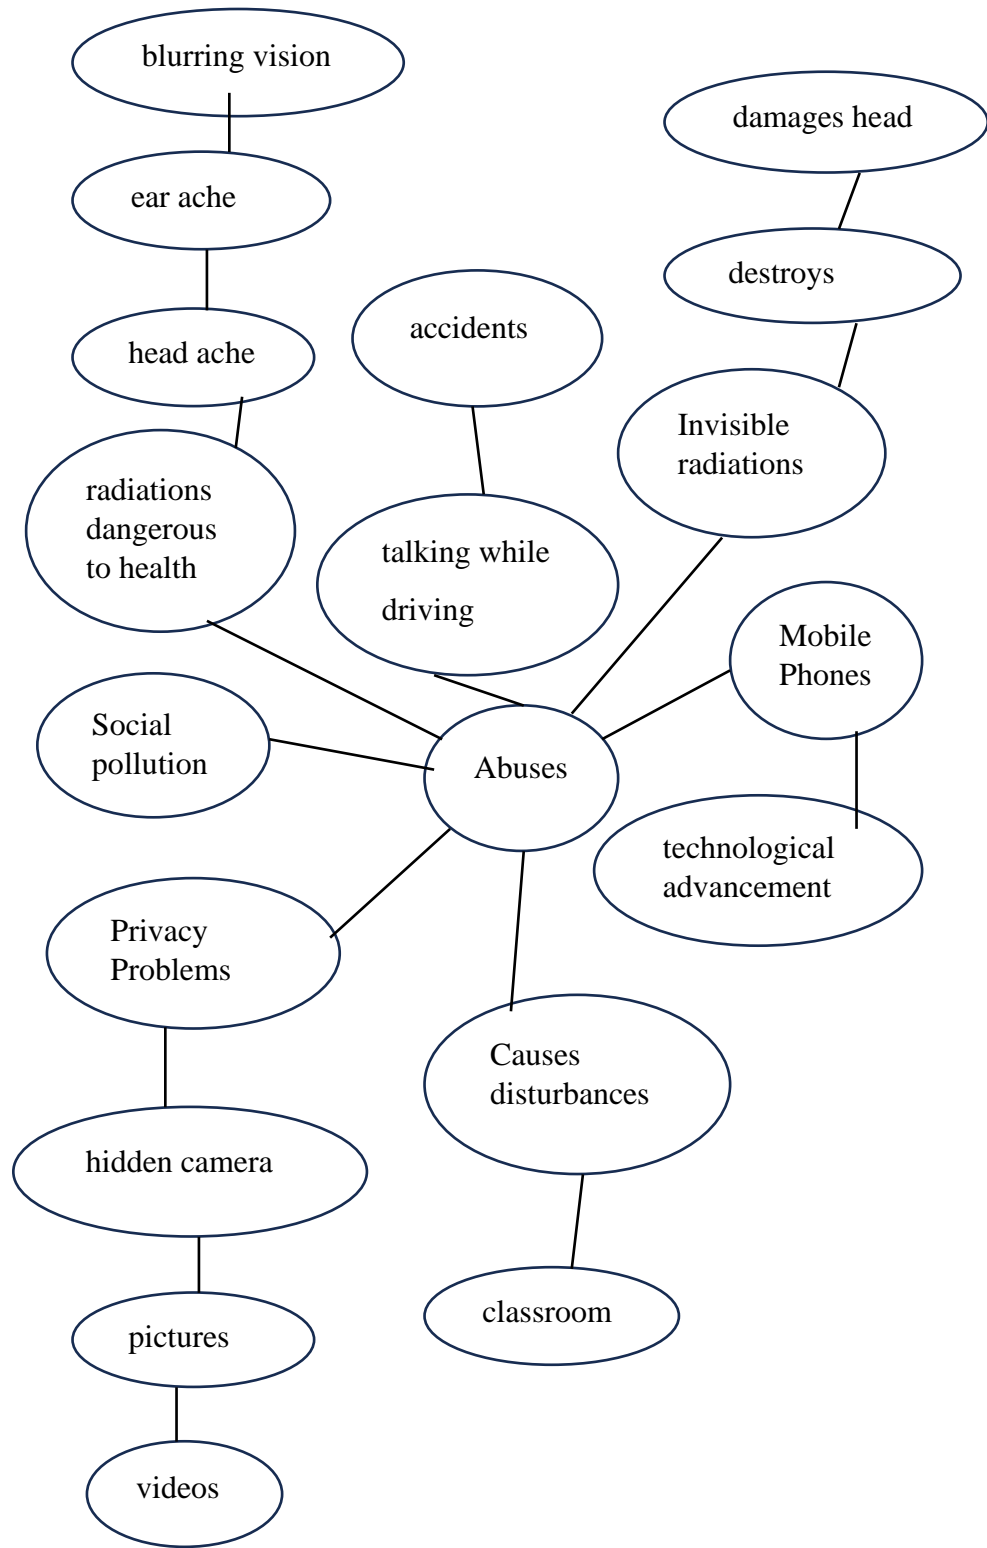 blurring vision
damages head
ear ache
destroys
accidents
head ache
Invisible
radiations
radiations
dangerous
to health
talking while
driving
Mobile
Phones
Social
pollution
Abuses
technological
advancement
Privacy
Problems
Causes
disturbances
hidden camera
classroom
pictures
videos